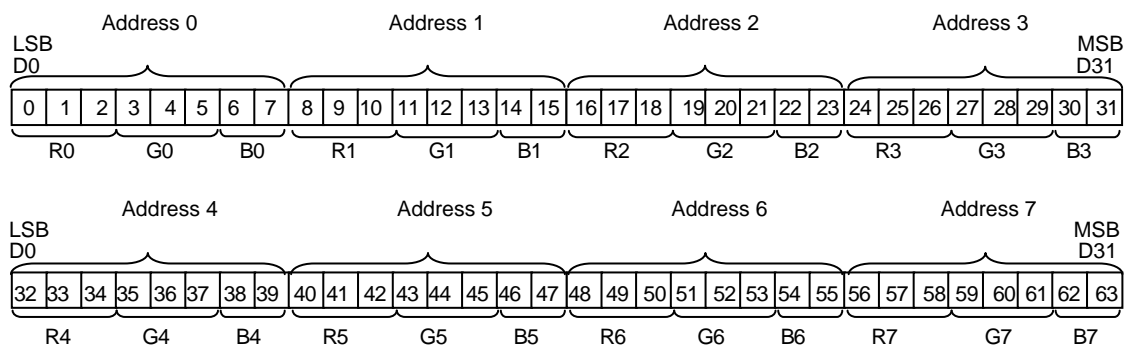 Address 0 Address 1 Address 2 Address 3
LSB MSB
D0 D31
0 1 2 3 4 5 6 7 8 9 10 11 12 13 14 15 16 17 18 19 20 21 22 23 24 25 26 27 28 29 30 31
R0 G0 B0 R1 G1 B1 R2 G2 B2 R3 G3 B3
Address 4 Address 5 Address 6 Address 7
LSB MSB
D0 D31
32 33 34 35 36 37 38 39 40 41 42 43 44 45 46 47 48 49 50 51 52 53 54 55 56 57 58 59 60 61 62 63
R4 G4 B4 R5 G5 B5 R6 G6 B6 R7 G7 B7